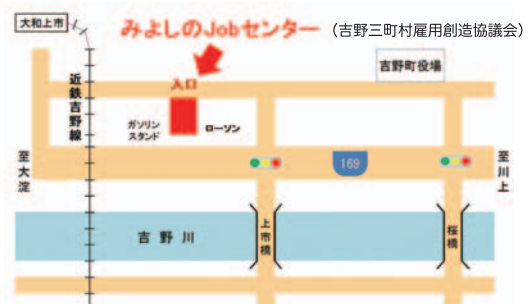 大和上市
みよしのJobセンター（吉野三町村雇用創造協議会）
入口
吉野町役場
近鉄吉野線
ガソリン
スタンド
ローソン
至大淀
169
至川上
吉野川
上市橋
桜橋